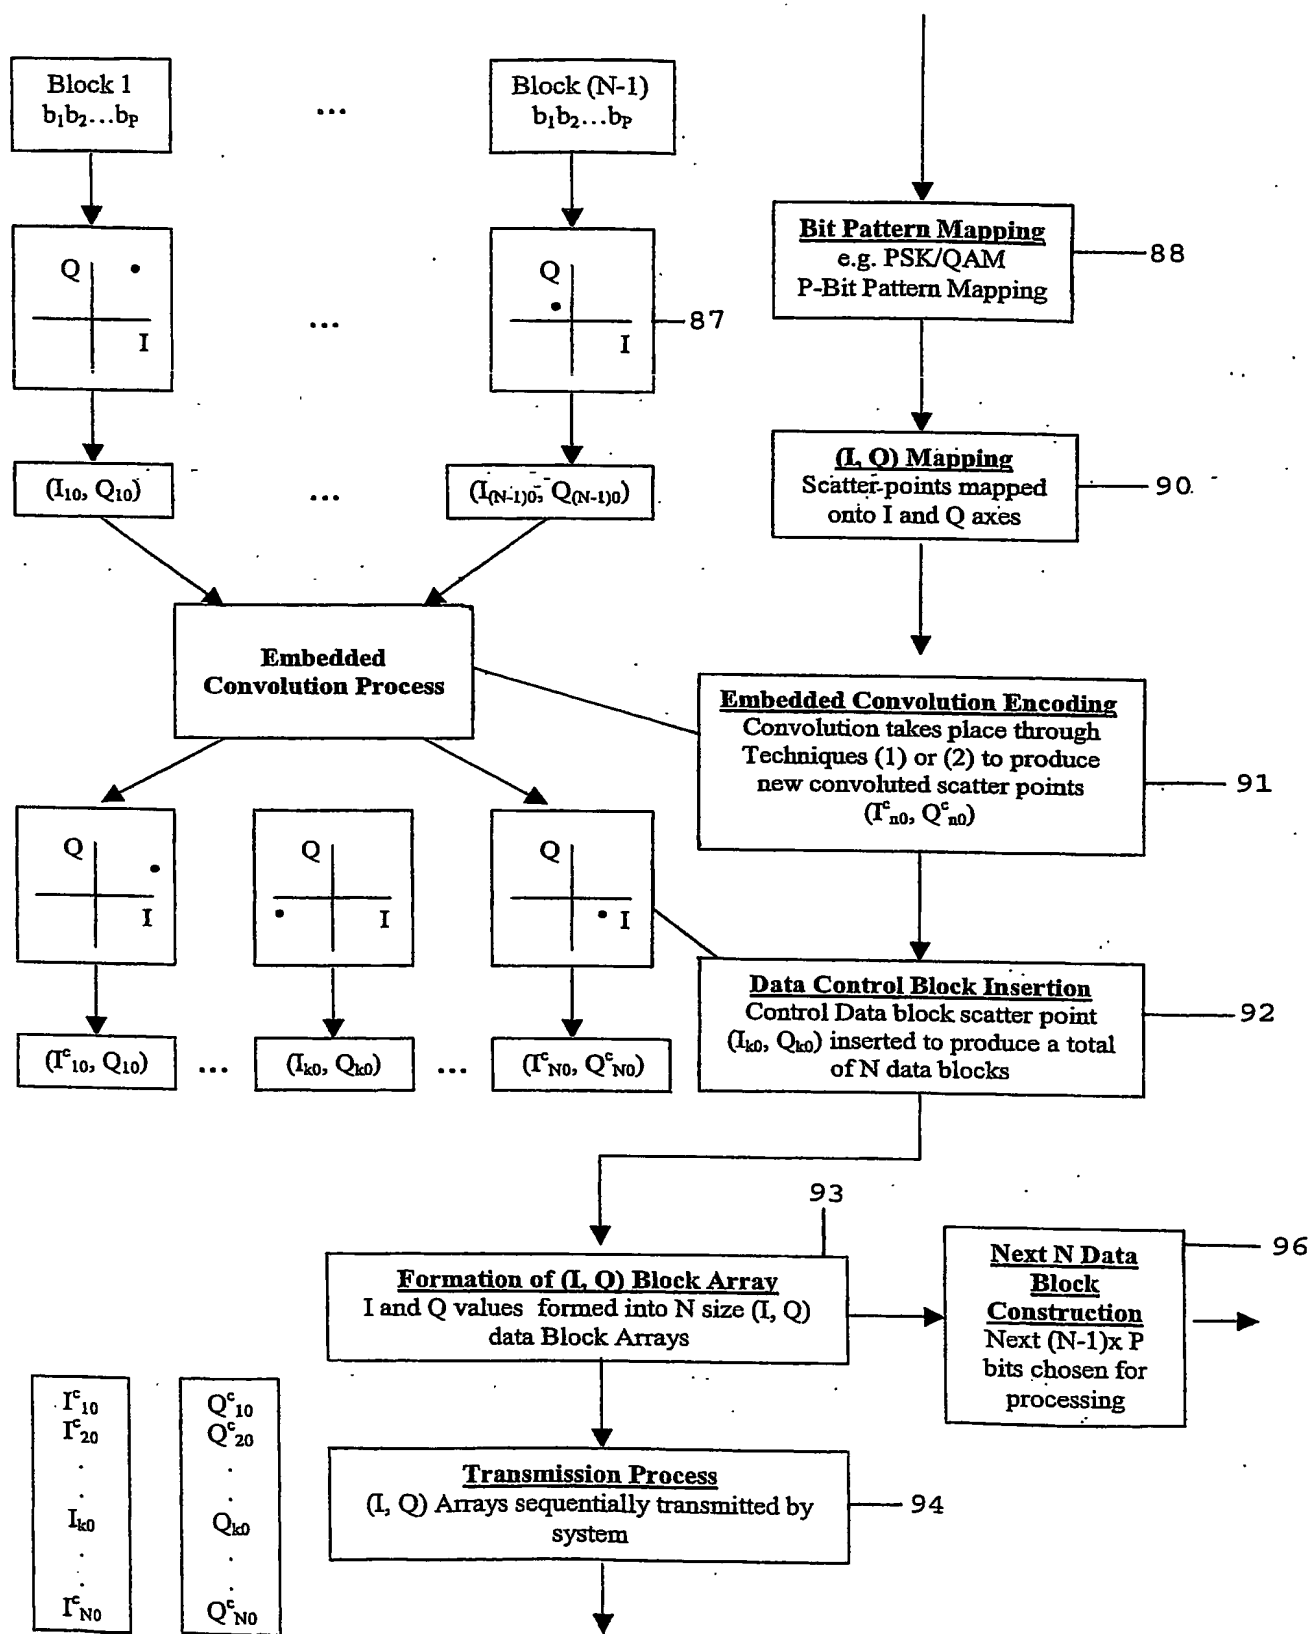 Block 1
b₁b₂...b_P
...
Block (N-1)
b₁b₂...b_P
Q
I
...
Q
I
87
(I₁₀, Q₁₀)
...
(I₍N-1₎₀, Q₍N-1₎₀)
Bit Pattern Mapping
e.g. PSK/QAM
P-Bit Pattern Mapping
88
(I, Q) Mapping
Scatter-points mapped
onto I and Q axes
90
Embedded
Convolution Process
Embedded Convolution Encoding
Convolution takes place through
Techniques (1) or (2) to produce
new convoluted scatter points
(Iᶜₙ₀, Qᶜₙ₀)
91
Q
I
Q
I
Q
I
(Iᶜ₁₀, Q₁₀)
...
(Iₖ₀, Qₖ₀)
...
(Iᶜ_N0, Qᶜ_N0)
Data Control Block Insertion
Control Data block scatter point
(Iₖ₀, Qₖ₀) inserted to produce a total
of N data blocks
92
93
Formation of (I, Q) Block Array
I and Q values formed into N size (I, Q)
data Block Arrays
Next N Data
Block
Construction
Next (N-1)x P
bits chosen for
processing
96
Iᶜ₁₀
Iᶜ₂₀
.
.
Iₖ₀
.
.
Iᶜ_N0
Qᶜ₁₀
Qᶜ₂₀
.
.
Qₖ₀
.
.
Qᶜ_N0
Transmission Process
(I, Q) Arrays sequentially transmitted by
system
94